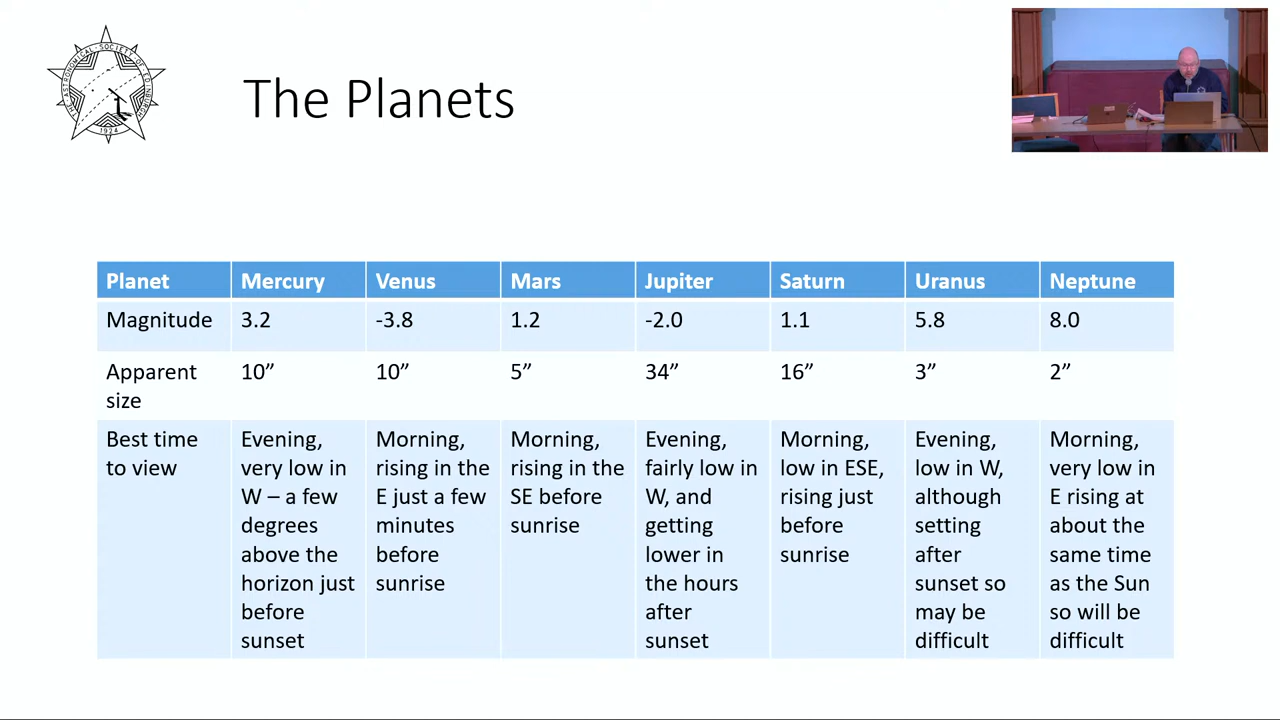 ASTRONOMICAL · SOCIETY OF EDINBURGH
1924
The Planets
Planet Mercury Venus Mars Jupiter Saturn Uranus Neptune
Magnitude 3.2 -3.8 1.2 -2.0 1.1 5.8 8.0
Apparent
size
10” 10” 5” 34” 16” 3” 2”
Best time
to view
Evening,
very low in
W – a few
degrees
above the
horizon just
before
sunset
Morning,
rising in the
E just a few
minutes
before
sunrise
Morning,
rising in the
SE before
sunrise
Evening,
fairly low in
W, and
getting
lower in
the hours
after
sunset
Morning,
low in ESE,
rising just
before
sunrise
Evening,
low in W,
although
setting
after
sunset so
may be
difficult
Morning,
very low in
E rising at
about the
same time
as the Sun
so will be
difficult